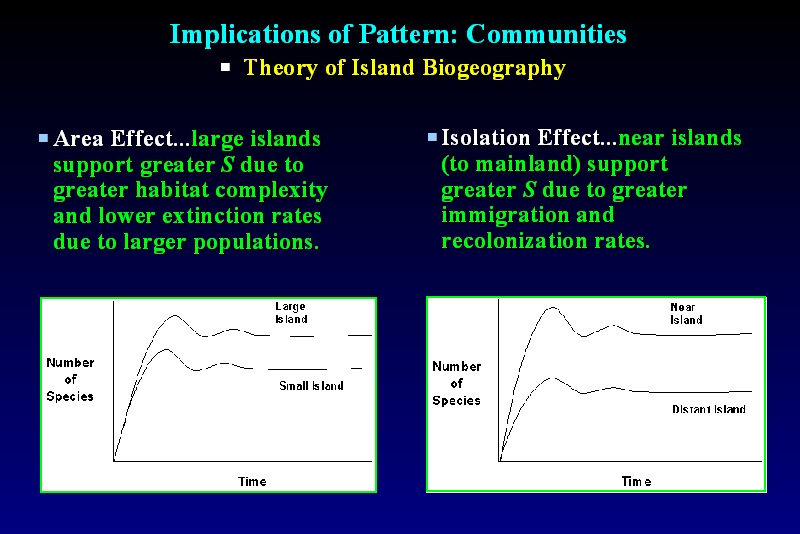 Implications of Pattern: Communities
Theory of Island Biogeography
Area Effect...large islands
support greater S due to
greater habitat complexity
and lower extinction rates
due to larger populations.
Isolation Effect...near islands
(to mainland) support
greater S due to greater
immigration and
recolonization rates.
Large
Island
Number
of
Species
Small Island
Time
Near
Island
Number
of
Species
Distant Island
Time